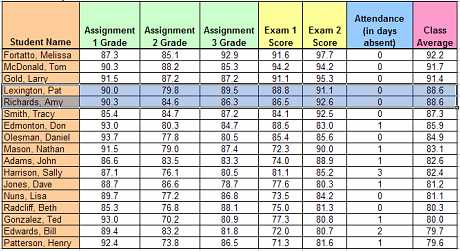 Student Name Assignment 1 Grade Assignment 2 Grade Assignment 3 Grade Exam 1 Score Exam 2 Score Attendance (in days absent) Class Average
Fortatto, Melissa 87.3 85.1 92.9 91.6 97.7 0 92.2
McDonald, Tom 90.3 88.2 85.3 94.2 94.2 0 91.7
Gold, Larry 91.5 87.2 87.2 91.1 95.3 0 91.4
Lexington, Pat 90.0 79.8 89.5 88.8 91.1 0 88.6
Richards, Amy 90.3 84.6 86.3 86.5 92.6 0 88.6
Smith, Tracy 85.4 84.7 87.2 84.1 92.5 0 87.3
Edmonton, Don 93.0 80.3 84.7 88.5 83.0 1 85.9
Olesman, Daniel 93.7 77.8 80.5 85.4 85.6 0 84.9
Mason, Nathan 91.5 79.0 87.4 72.3 90.0 1 83.1
Adams, John 86.6 83.5 83.3 74.0 88.9 1 82.6
Harrison, Sally 87.1 76.1 80.5 81.1 85.2 3 82.4
Jones, Dave 88.7 86.6 78.7 77.6 80.3 1 81.2
Nuns, Lisa 89.7 77.2 86.8 73.5 84.2 0 81.1
Radcliff, Beth 85.3 76.8 88.1 75.0 81.3 0 80.3
Gonzalez, Ted 93.0 70.2 80.9 77.3 80.8 1 80.0
Edwards, Bill 89.4 83.2 81.8 72.0 80.7 2 79.7
Patterson, Henry 92.4 73.8 86.5 71.3 81.6 1 79.6